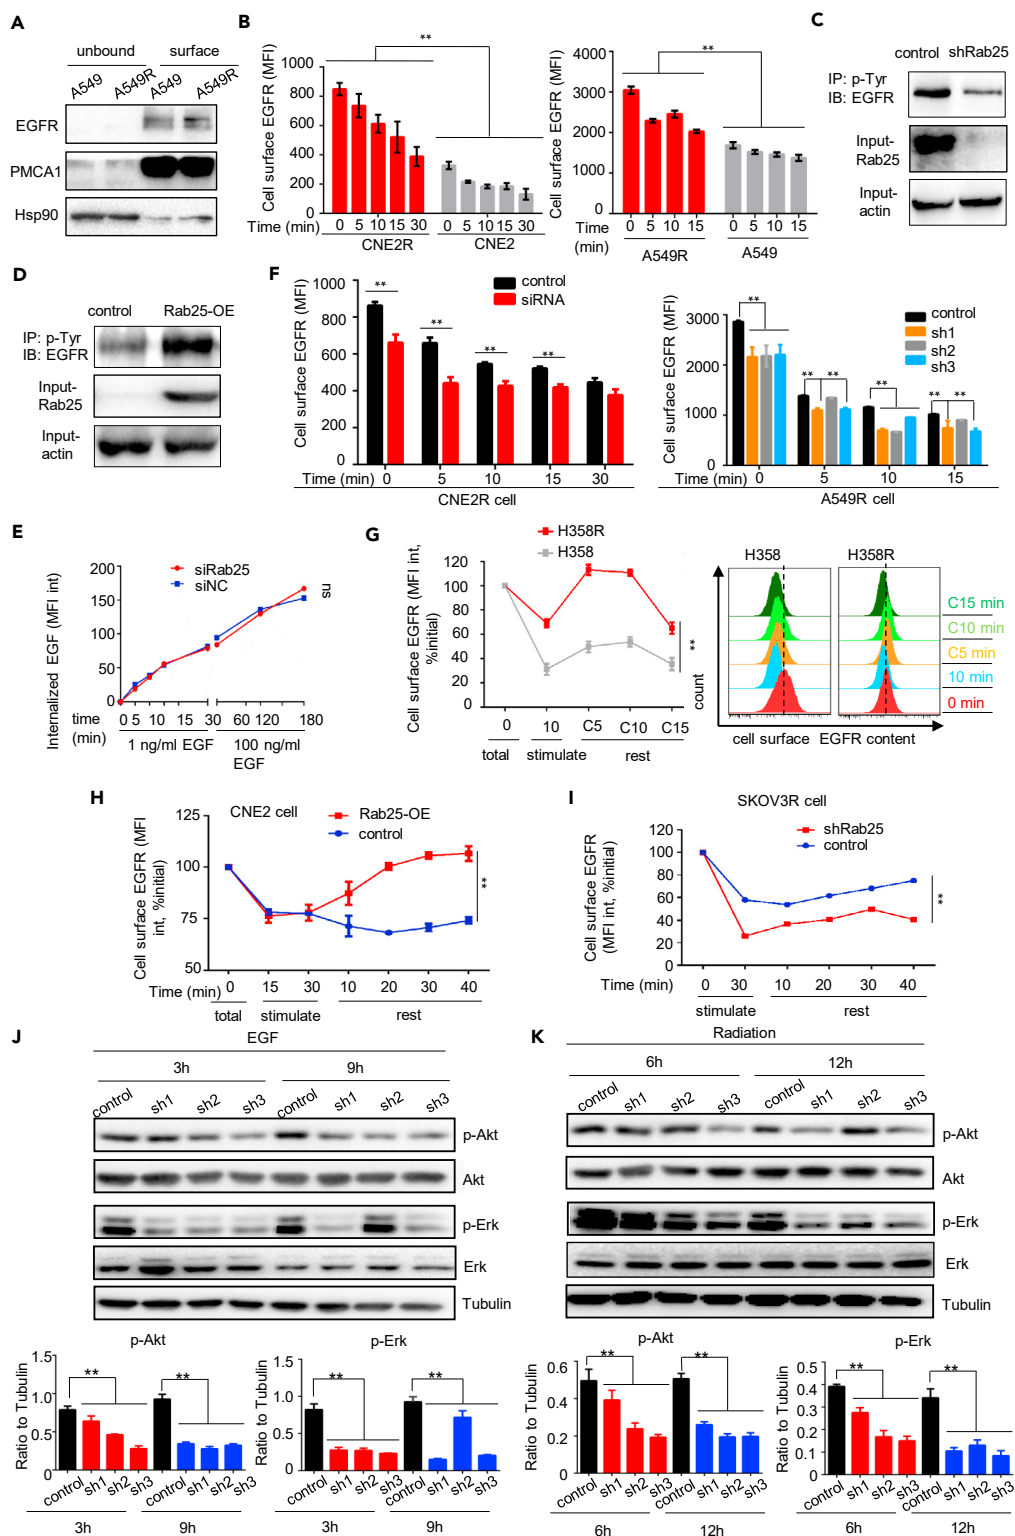 A
unbound surface
A549 A549R A549 A549R
EGFR
PMCA1
Hsp90
B
**
Cell surface EGFR (MFI)
1000
800
600
400
200
0
Time (min) 0 5 10 15 30 0 5 10 15 30
CNE2R CNE2
**
Cell surface EGFR (MFI)
4000
3000
2000
1000
0
Time (min) 0 5 10 15 0 5 10 15
A549R A549
C
control shRab25
IP: p-Tyr
IB: EGFR
Input-
Rab25
Input-
actin
D
control Rab25-OE
IP: p-Tyr
IB: EGFR
Input-
Rab25
Input-
actin
F
control
siRNA
Cell surface EGFR (MFI)
1000
800
600
400
200
0
** ** ** **
Time (min) 0 5 10 15 30
CNE2R cell
control
sh1
sh2
sh3
Cell surface EGFR (MFI)
3000
2000
1000
0
** ** ** ** ** **
0 5 10 15
A549R cell
E
siRab25
siNC
Internalized EGF (MFI int)
200
150
100
50
0
ns
time
(min)
0 5 10 15 30 60 120 180
1 ng/ml EGF 100 ng/ml
EGF
G
H358R
H358
Cell surface EGFR (MFI int,
%initial)
120
100
80
60
40
20
0
**
0 10 C5 C10 C15
total stimulate rest
H358 H358R
count
C15 min
C10 min
C5 min
10 min
0 min
cell surface EGFR content
H
CNE2 cell
Rab25-OE
control
Cell surface EGFR (MFI
int, %initial)
125
100
75
50
**
Time (min) 0 15 30 10 20 30 40
total stimulate rest
I
SKOV3R cell
shRab25
control
Cell surface EGFR
(MFI int, %initial)
120
100
80
60
40
20
0
**
Time (min) 0 30 10 20 30 40
stimulate rest
J
EGF
3h 9h
control sh1 sh2 sh3 control sh1 sh2 sh3
p-Akt
Akt
p-Erk
Erk
Tubulin
p-Akt
Ratio to Tubulin
1.5
1.0
0.5
0
** **
control sh1 sh2 sh3 control sh1 sh2 sh3
3h 9h
p-Erk
Ratio to Tubulin
1.5
1.0
0.5
0
** **
control sh1 sh2 sh3 control sh1 sh2 sh3
3h 9h
K
Radiation
6h 12h
control sh1 sh2 sh3 control sh1 sh2 sh3
p-Akt
Akt
p-Erk
Erk
Tubulin
p-Akt
Ratio to Tubulin
0.6
0.4
0.2
0
** **
control sh1 sh2 sh3 control sh1 sh2 sh3
6h 12h
p-Erk
Ratio to Tubulin
0.5
0.4
0.3
0.2
0.1
0
** **
control sh1 sh2 sh3 control sh1 sh2 sh3
6h 12h